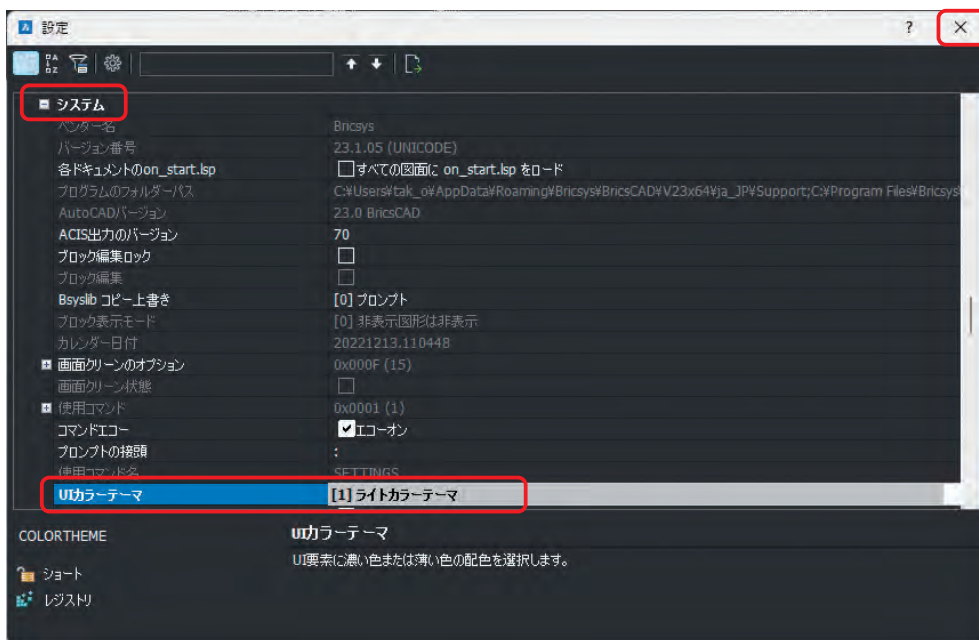 設定
?
システム
ベンダー名 Bricsys
バージョン番号 23.1.05 (UNICODE)
各ドキュメントのon_start.lsp すべての図面に on_start.lsp をロード
プログラムのフォルダーパス C:¥Users¥tak_o¥AppData¥Roaming¥Bricsys¥BricsCAD¥V23x64¥ja_JP¥Support;C:¥Program Files¥Bricsys¥
AutoCADバージョン 23.0 BricsCAD
ACIS出力のバージョン 70
ブロック編集ロック
ブロック編集
Bsyslib コピー上書き [0] プロンプト
ブロック表示モード [0] 非表示図形は非表示
カレンダー日付 20221213.110448
画面クリーンのオプション 0x000F (15)
画面クリーン状態
使用コマンド 0x0001 (1)
コマンドエコー エコーオン
プロンプトの接頭 :
使用コマンド名 SETTINGS
UIカラーテーマ [1] ライトカラーテーマ
COLORTHEME UIカラーテーマ
UI要素に濃い色または薄い色の配色を選択します。
ショート
レジストリ